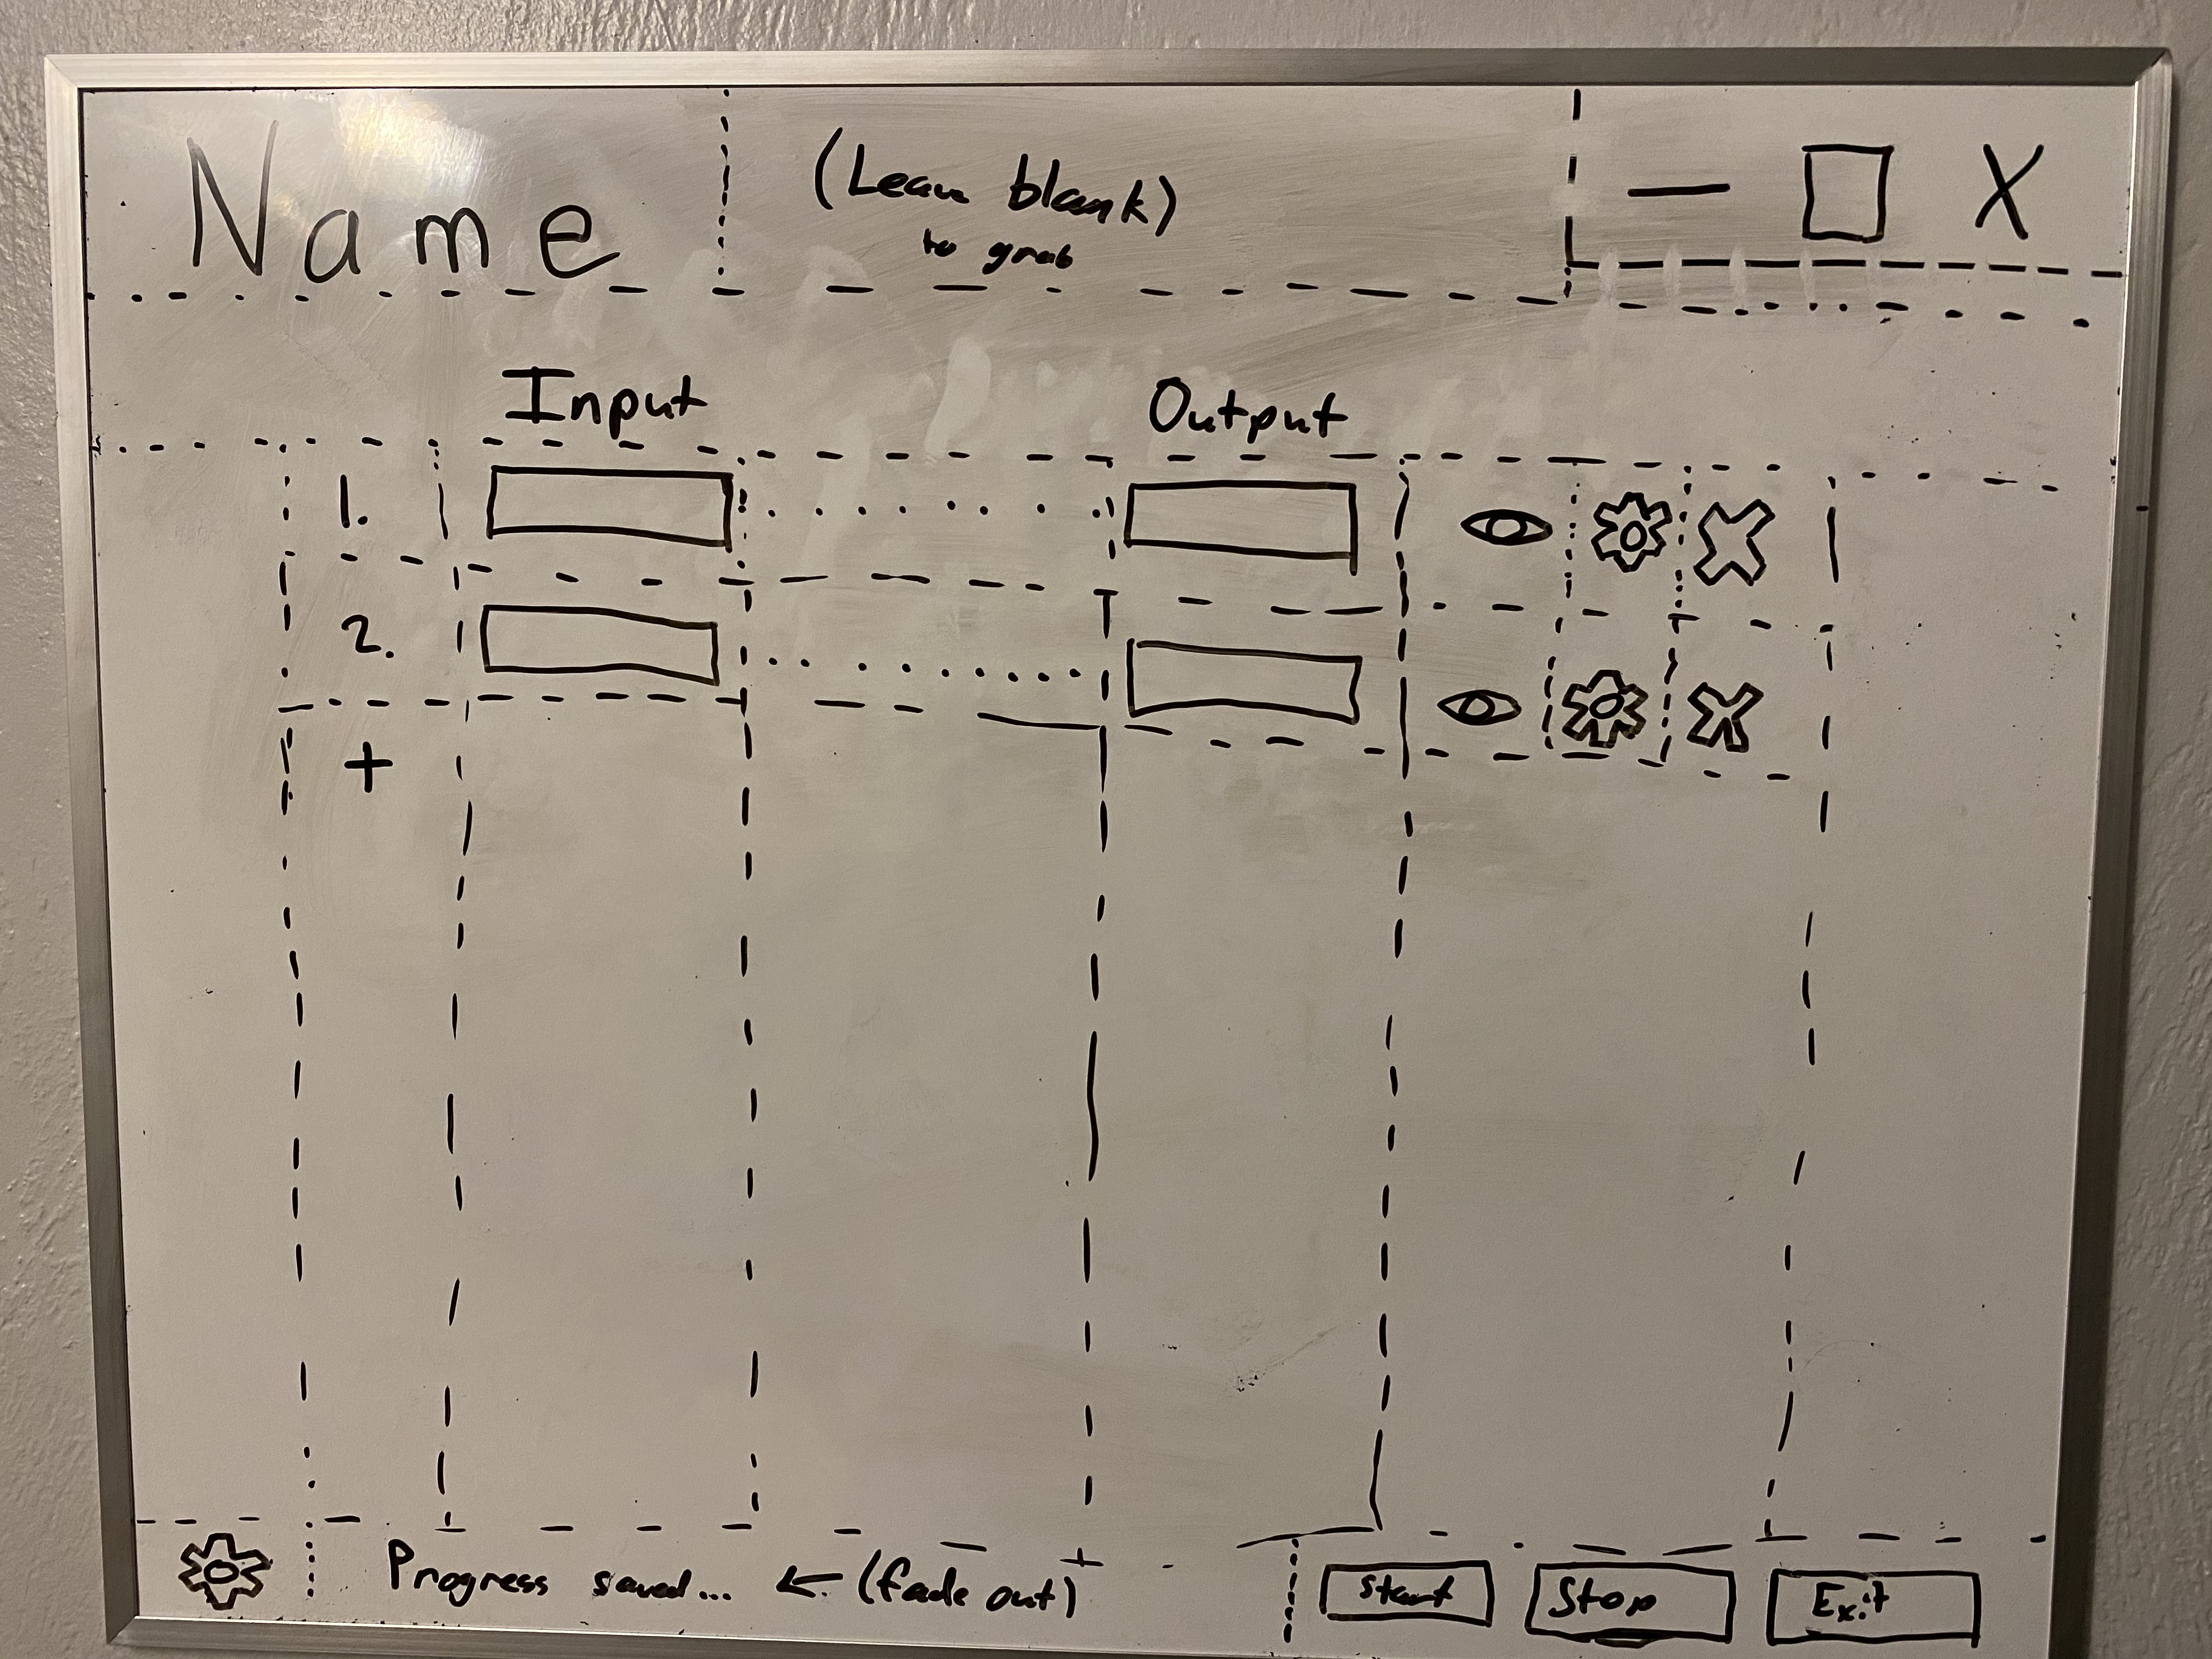 Name
(Leave blank)
to grab
— □ X
Input
Output
1.
2.
+
Progress saved... ← (fade out)
Start
Stop
Exit